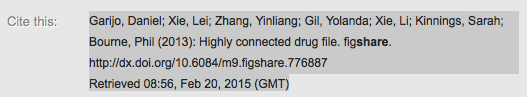 Cite this: Garijo, Daniel; Xie, Lei; Zhang, Yinliang; Gil, Yolanda; Xie, Li; Kinnings, Sarah;
Bourne, Phil (2013): Highly connected drug file. figshare.
http://dx.doi.org/10.6084/m9.figshare.776887
Retrieved 08:56, Feb 20, 2015 (GMT)